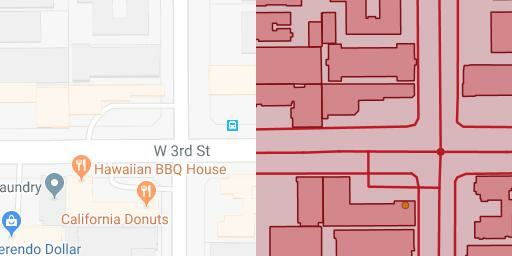 W 3rd St
Hawaiian BBQ House
aundry
California Donuts
erendo Dollar